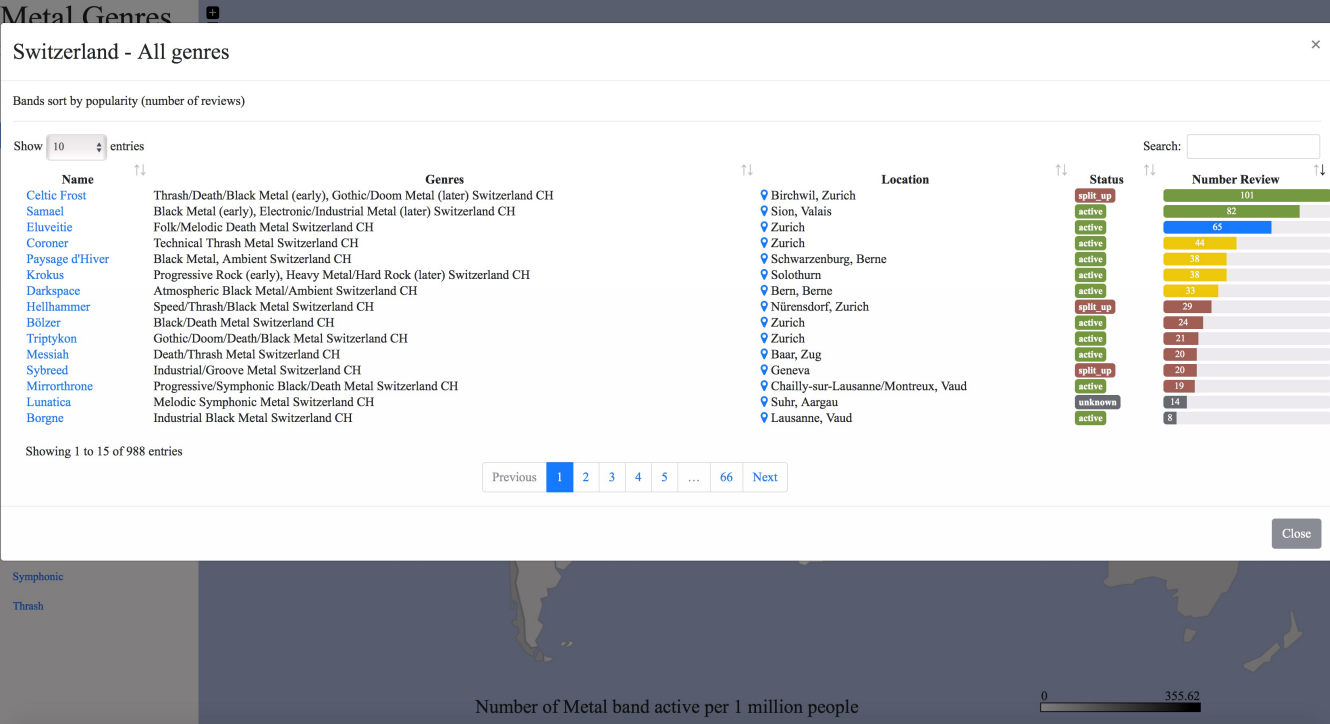 Metal Genres
+
Switzerland - All genres ×
Bands sort by popularity (number of reviews)
Show 10 entries Search:
Name Genres Location Status Number Review
Celtic Frost Thrash/Death/Black Metal (early), Gothic/Doom Metal (later) Switzerland CH Birchwil, Zurich split_up 101
Samael Black Metal (early), Electronic/Industrial Metal (later) Switzerland CH Sion, Valais active 82
Eluveitie Folk/Melodic Death Metal Switzerland CH Zurich active 65
Coroner Technical Thrash Metal Switzerland CH Zurich active 44
Paysage d'Hiver Black Metal, Ambient Switzerland CH Schwarzenburg, Berne active 38
Krokus Progressive Rock (early), Heavy Metal/Hard Rock (later) Switzerland CH Solothurn active 38
Darkspace Atmospheric Black Metal/Ambient Switzerland CH Bern, Berne active 33
Hellhammer Speed/Thrash/Black Metal Switzerland CH Nürensdorf, Zurich split_up 29
Bölzer Black/Death Metal Switzerland CH Zurich active 24
Triptykon Gothic/Doom/Death/Black Metal Switzerland CH Zurich active 21
Messiah Death/Thrash Metal Switzerland CH Baar, Zug active 20
Sybreed Industrial/Groove Metal Switzerland CH Geneva split_up 20
Mirrorthrone Progressive/Symphonic Black/Death Metal Switzerland CH Chailly-sur-Lausanne/Montreux, Vaud active 19
Lunatica Melodic Symphonic Metal Switzerland CH Suhr, Aargau unknown 14
Borgne Industrial Black Metal Switzerland CH Lausanne, Vaud active 8
Showing 1 to 15 of 988 entries
Previous 1 2 3 4 5 … 66 Next
Close
Symphonic
Thrash
0 355.62
Number of Metal band active per 1 million people